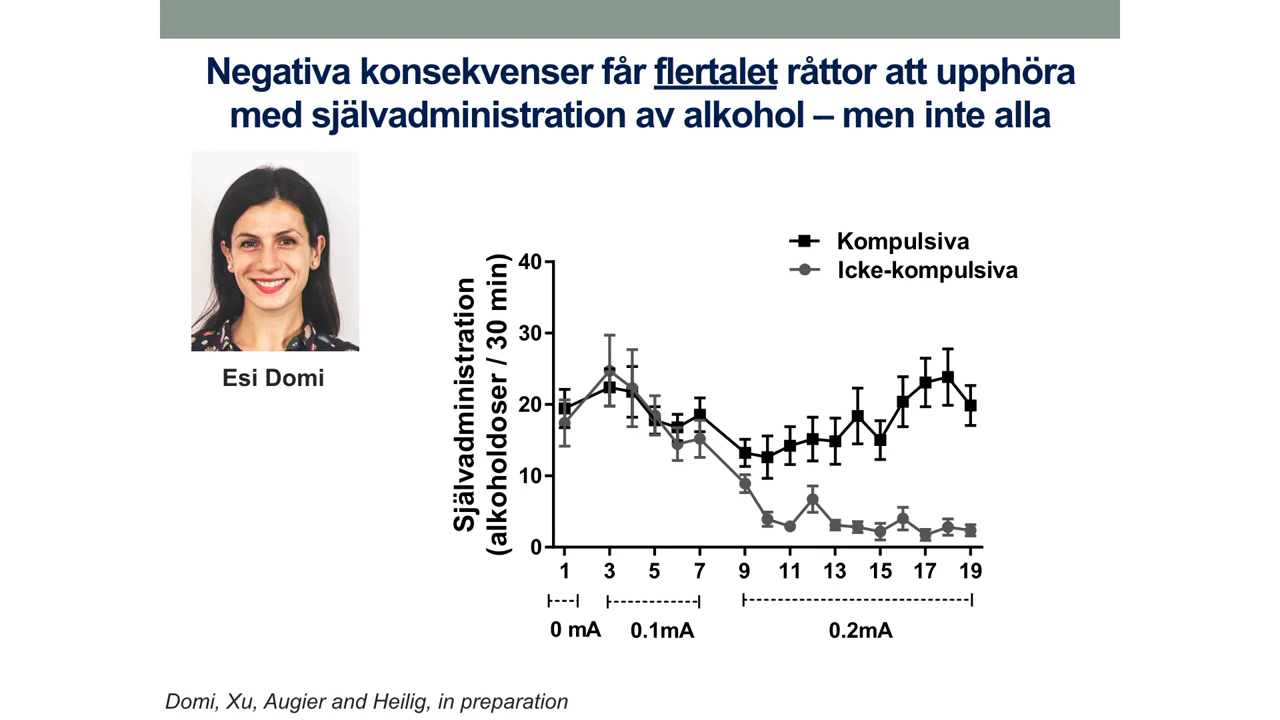 Negativa konsekvenser får flertalet råttor att upphöra
med självadministration av alkohol – men inte alla
Esi Domi
Kompulsiva
Icke-kompulsiva
Självadministration
(alkoholdoser / 30 min)
40
30
20
10
0
1 3 5 7 9 11 13 15 17 19
0 mA 0.1mA 0.2mA
Domi, Xu, Augier and Heilig, in preparation